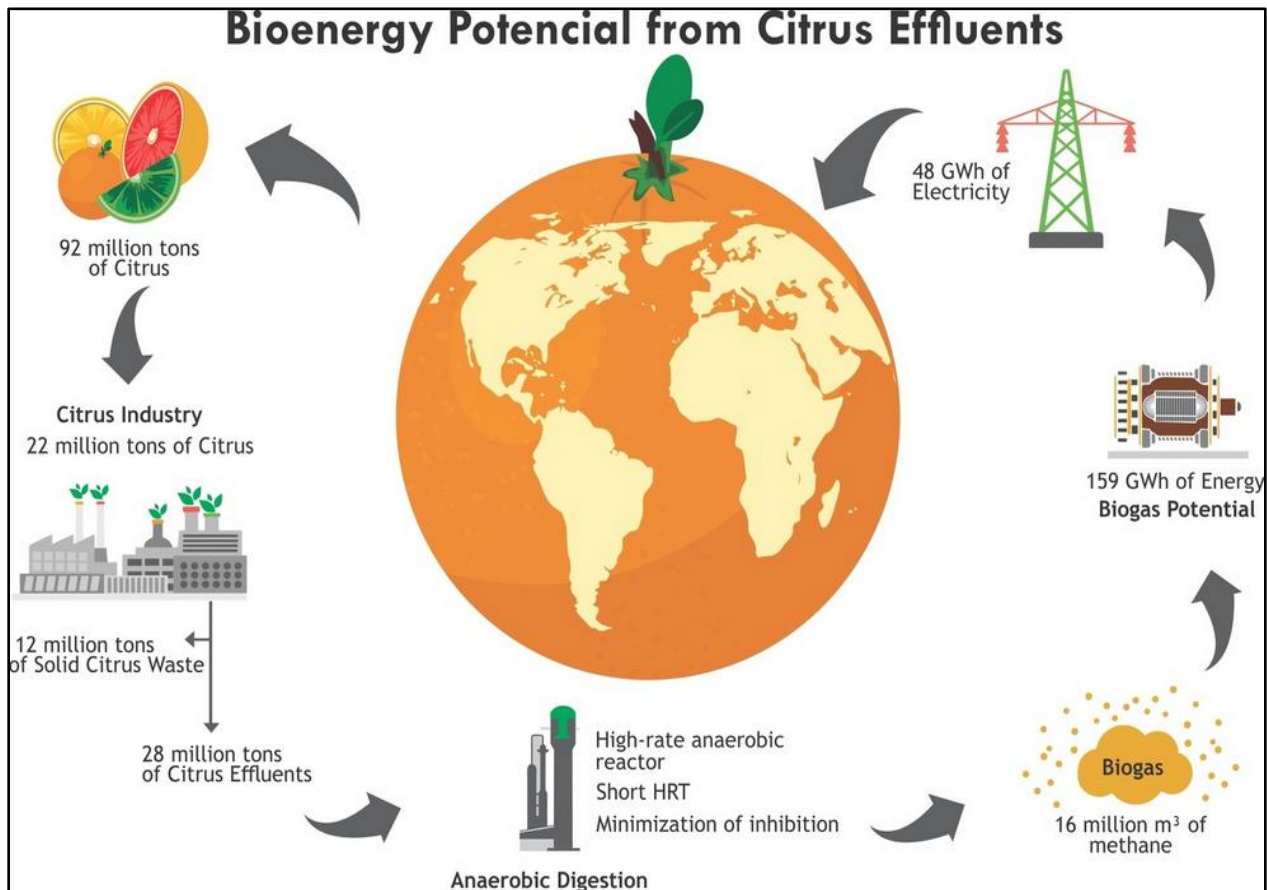 Bioenergy Potencial from Citrus Effluents
92 million tons
of Citrus
Citrus Industry
22 million tons of Citrus
12 million tons
of Solid Citrus Waste
28 million tons
of Citrus Effluents
High-rate anaerobic
reactor
Short HRT
Minimization of inhibition
Anaerobic Digestion
Biogas
16 million m³ of
methane
159 GWh of Energy
Biogas Potential
48 GWh of
Electricity